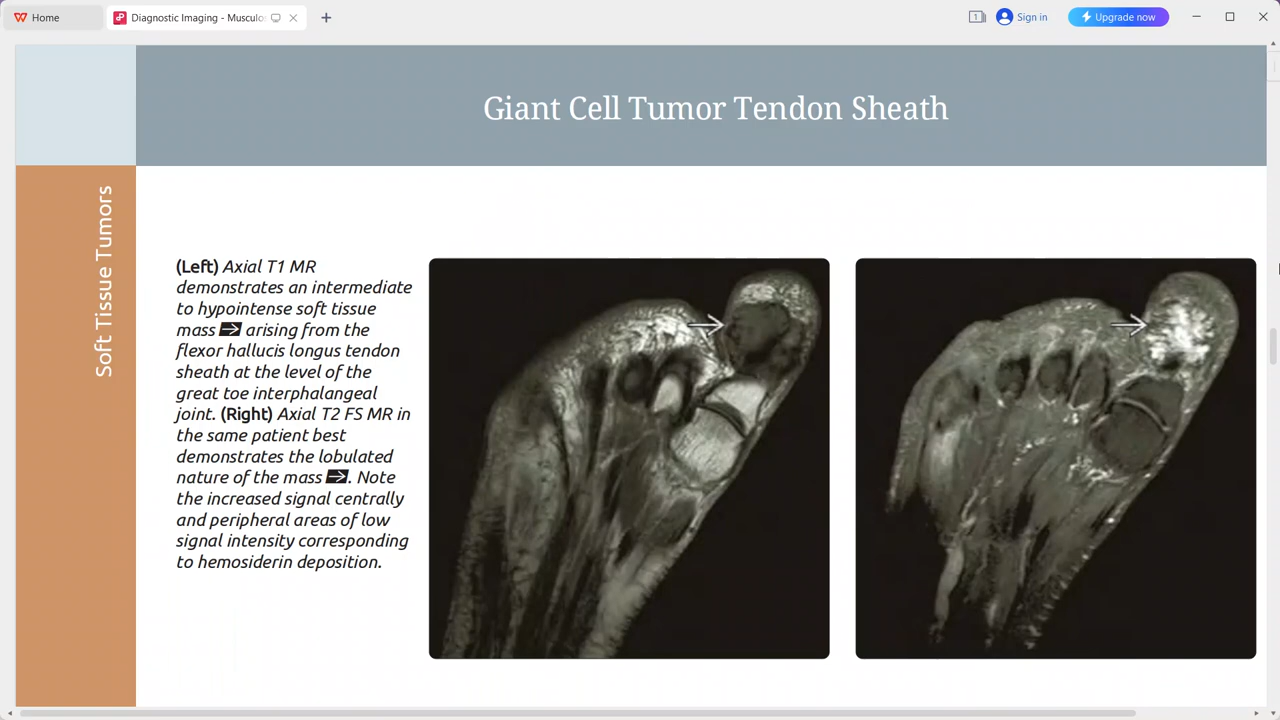 Home
Diagnostic Imaging - Musculo
1
Sign in
Upgrade now
Giant Cell Tumor Tendon Sheath
Soft Tissue Tumors
(Left) Axial T1 MR
demonstrates an intermediate
to hypointense soft tissue
mass ➡ arising from the
flexor hallucis longus tendon
sheath at the level of the
great toe interphalangeal
joint. (Right) Axial T2 FS MR in
the same patient best
demonstrates the lobulated
nature of the mass ➡. Note
the increased signal centrally
and peripheral areas of low
signal intensity corresponding
to hemosiderin deposition.